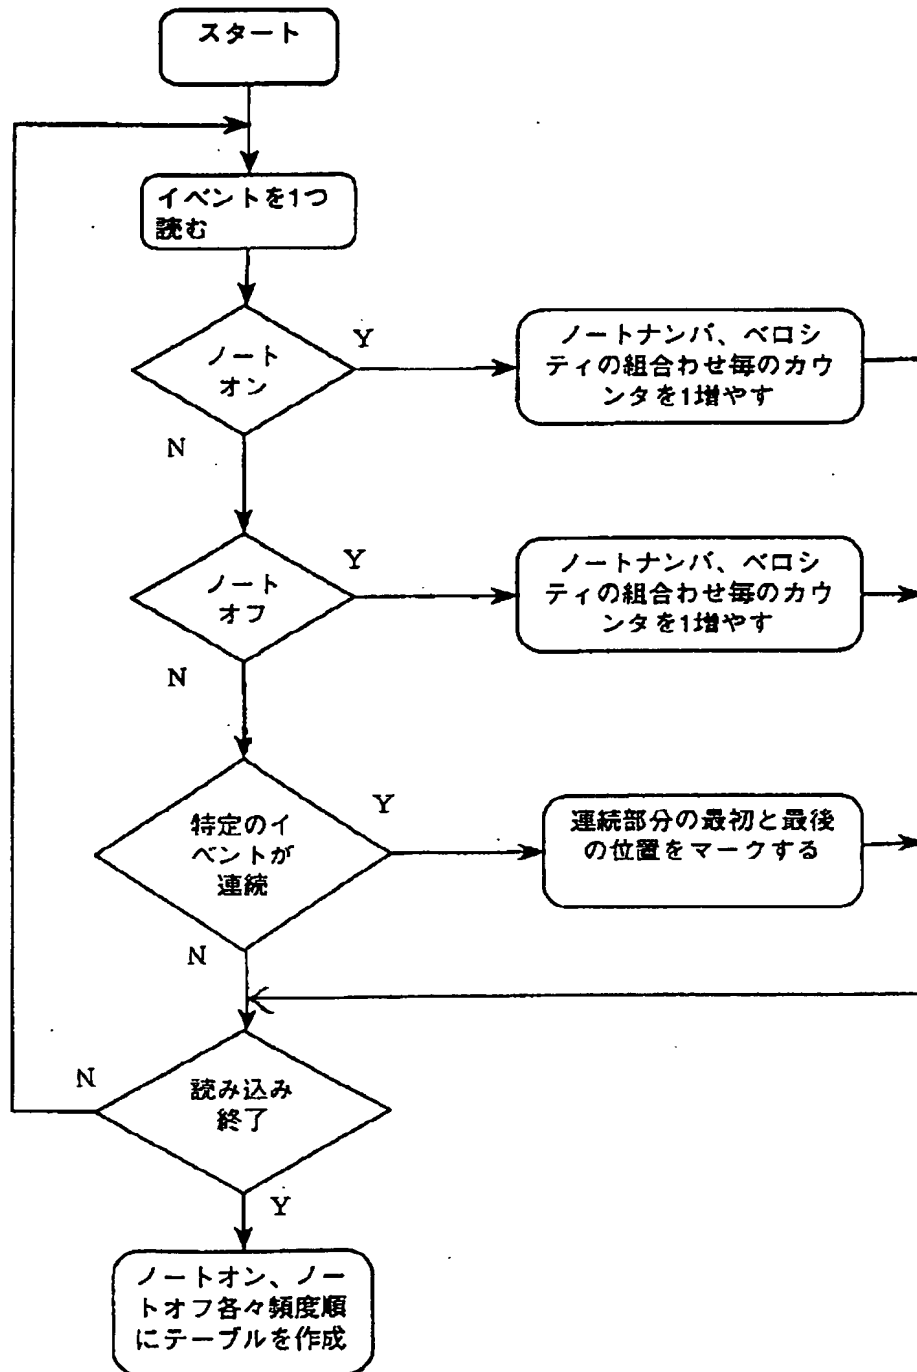 スタート
イベントを1つ
読む
ノート
オン
Y
ノートナンバ、ベロシ
ティの組合わせ毎のカウ
ンタを1増やす
N
ノート
オフ
Y
ノートナンバ、ベロシ
ティの組合わせ毎のカウ
ンタを1増やす
N
特定のイ
ベントが
連続
Y
連続部分の最初と最後
の位置をマークする
N
読み込み
終了
N
Y
ノートオン、ノー
トオフ各々頻度順
にテーブルを作成